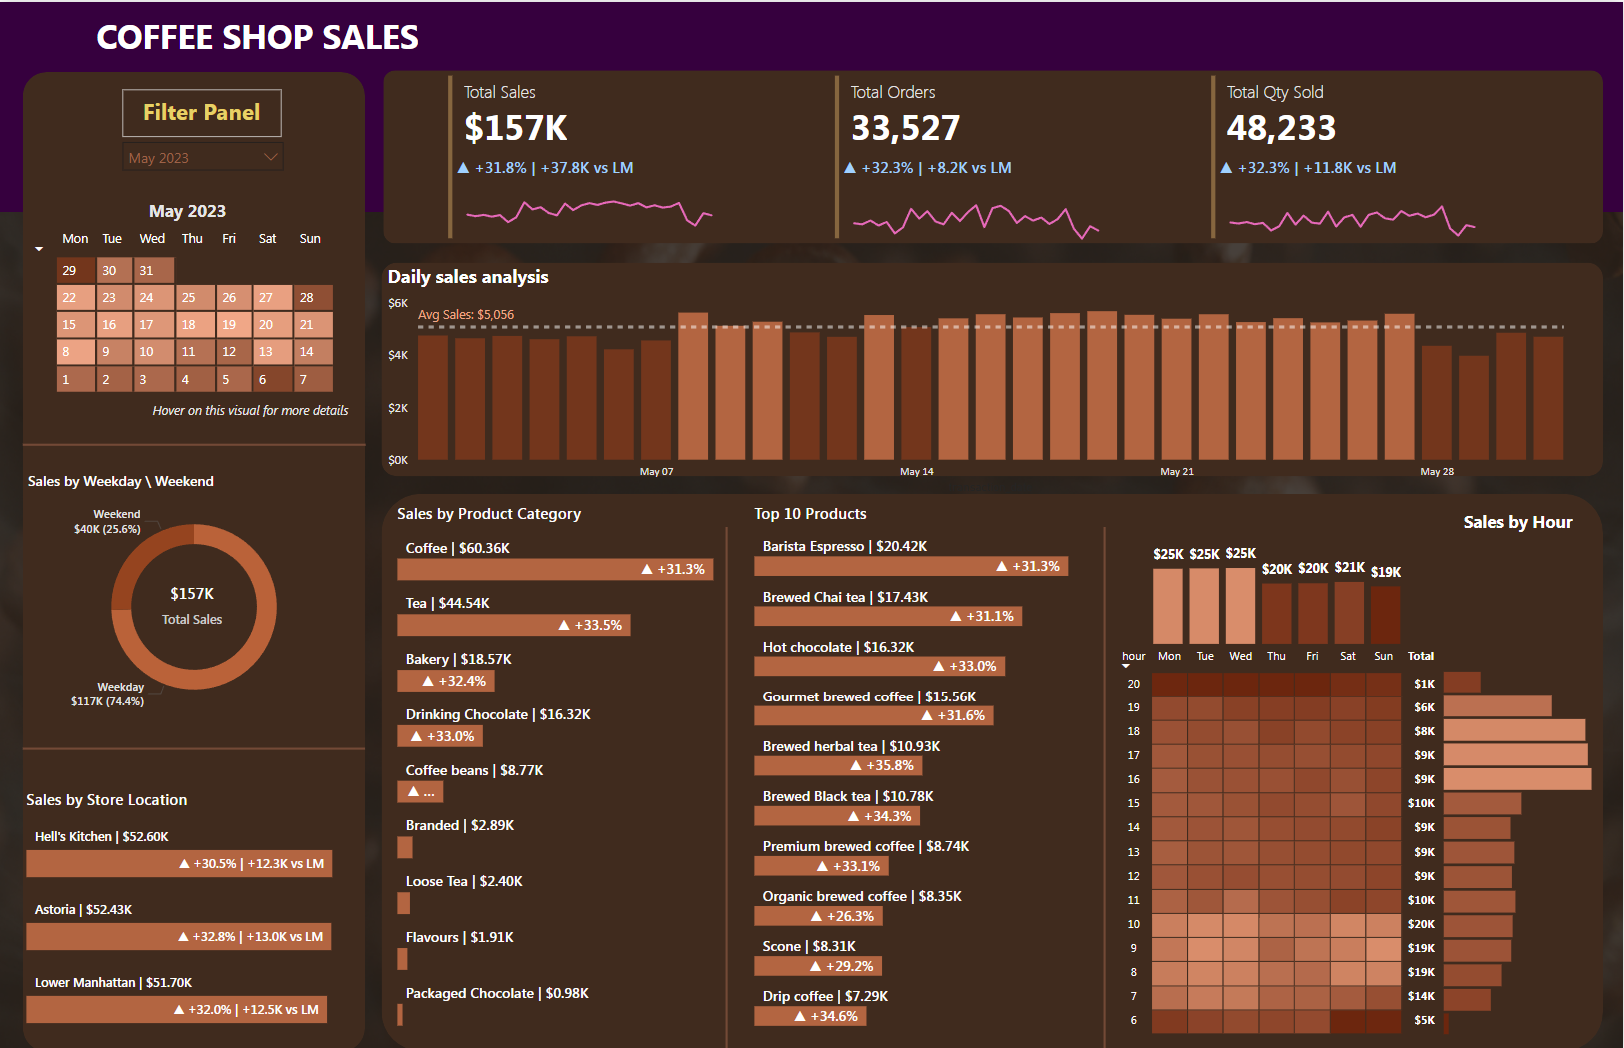 COFFEE SHOP SALES
Filter Panel
May 2023
May 2023
Mon Tue Wed Thu Fri Sat Sun
29 30 31
22 23 24 25 26 27 28
15 16 17 18 19 20 21
8 9 10 11 12 13 14
1 2 3 4 5 6 7
Hover on this visual for more details
Sales by Weekday \ Weekend
Weekend
$40K (25.6%)
$157K
Total Sales
Weekday
$117K (74.4%)
Sales by Store Location
Hell's Kitchen | $52.60K
▲ +30.5% | +12.3K vs LM
Astoria | $52.43K
▲ +32.8% | +13.0K vs LM
Lower Manhattan | $51.70K
▲ +32.0% | +12.5K vs LM
Total Sales
$157K
▲ +31.8% | +37.8K vs LM
Total Orders
33,527
▲ +32.3% | +8.2K vs LM
Total Qty Sold
48,233
▲ +32.3% | +11.8K vs LM
Daily sales analysis
$6K
Avg Sales: $5,056
$4K
$2K
$0K
May 07 May 14 May 21 May 28
Sales by Product Category
Coffee | $60.36K
▲ +31.3%
Tea | $44.54K
▲ +33.5%
Bakery | $18.57K
▲ +32.4%
Drinking Chocolate | $16.32K
▲ +33.0%
Coffee beans | $8.77K
▲ ...
Branded | $2.89K
Loose Tea | $2.40K
Flavours | $1.91K
Packaged Chocolate | $0.98K
Top 10 Products
Barista Espresso | $20.42K
▲ +31.3%
Brewed Chai tea | $17.43K
▲ +31.1%
Hot chocolate | $16.32K
▲ +33.0%
Gourmet brewed coffee | $15.56K
▲ +31.6%
Brewed herbal tea | $10.93K
▲ +35.8%
Brewed Black tea | $10.78K
▲ +34.3%
Premium brewed coffee | $8.74K
▲ +33.1%
Organic brewed coffee | $8.35K
▲ +26.3%
Scone | $8.31K
▲ +29.2%
Drip coffee | $7.29K
▲ +34.6%
Sales by Hour
$25K $25K $25K $20K $20K $21K $19K
hour Mon Tue Wed Thu Fri Sat Sun Total
20 $1K
19 $6K
18 $8K
17 $9K
16 $9K
15 $10K
14 $9K
13 $9K
12 $9K
11 $10K
10 $20K
9 $19K
8 $19K
7 $14K
6 $5K